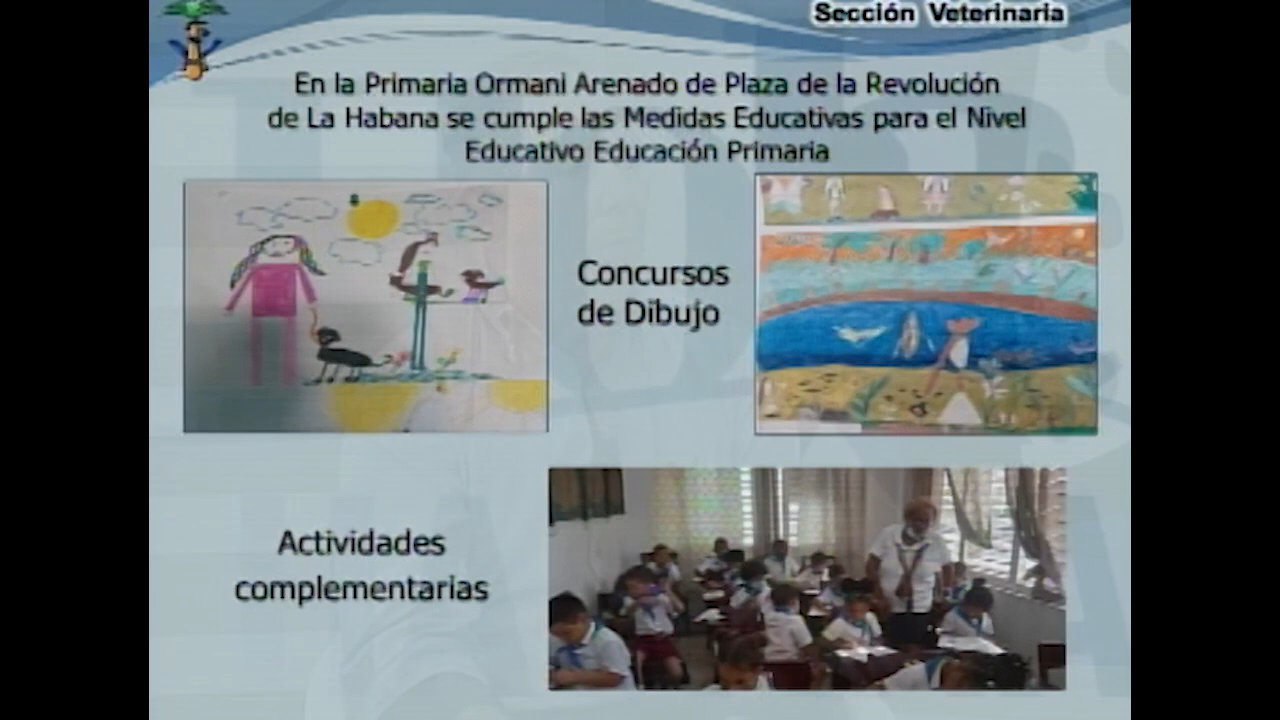 Sección Veterinaria
En la Primaria Ormani Arenado de Plaza de la Revolución
de La Habana se cumple las Medidas Educativas para el Nivel
Educativo Educación Primaria
Concursos
de Dibujo
Actividades
complementarias